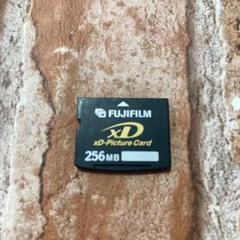 FUJIFILM
xD
xD-Picture Card
256MB